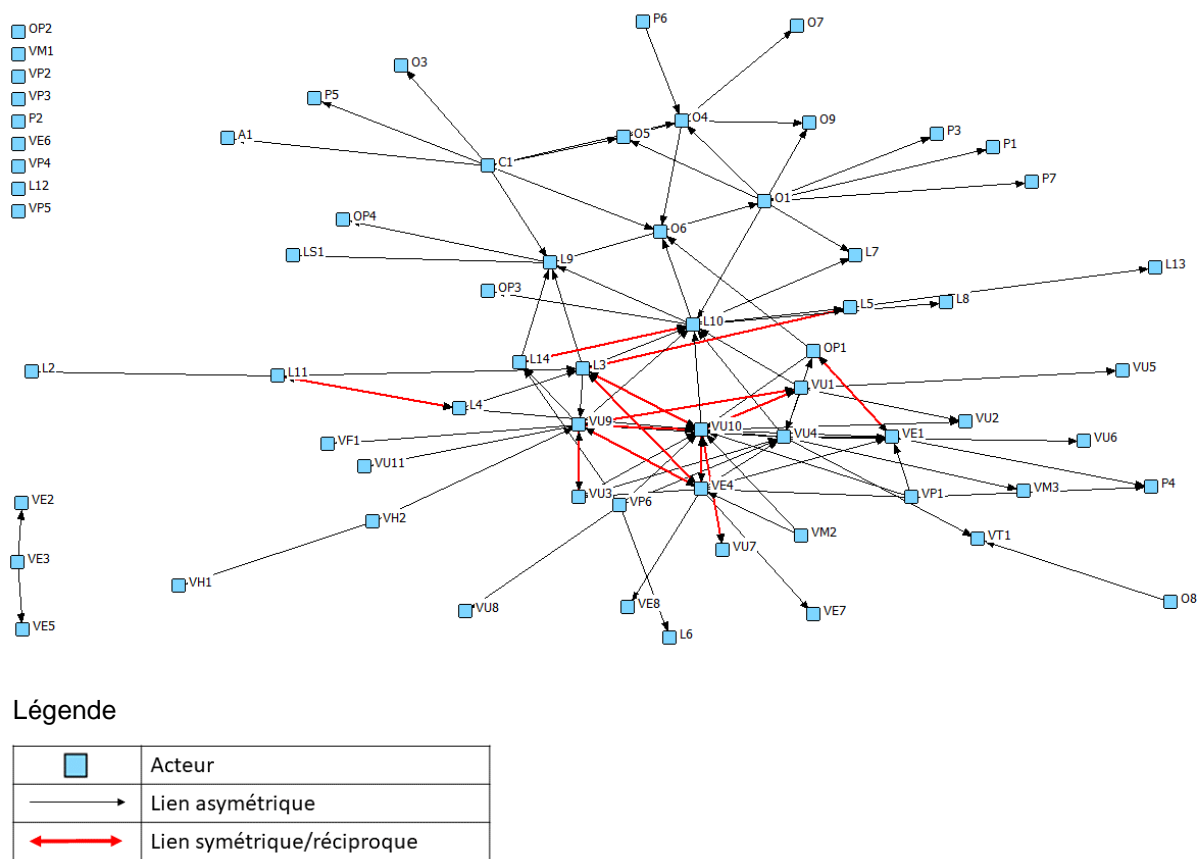 P6
O7
OP2
VM1
VP2
VP3
P2
VE6
VP4
L12
VP5
O3
P5
A1
C1
O5
O4
O9
P3
P1
P7
O1
O6
OP4
LS1
L9
L7
L13
OP3
L5
L8
L10
OP1
L2
L11
L14
L3
VU5
VU1
L4
VU9
VU10
VU4
VE1
VU2
VU6
VF1
VU11
VE4
VU3
VP6
VP1
VM3
P4
VE2
VH2
VU7
VM2
VT1
VE3
VH1
VU8
VE8
VE7
O8
VE5
L6
Légende
Acteur
Lien asymétrique
Lien symétrique/réciproque